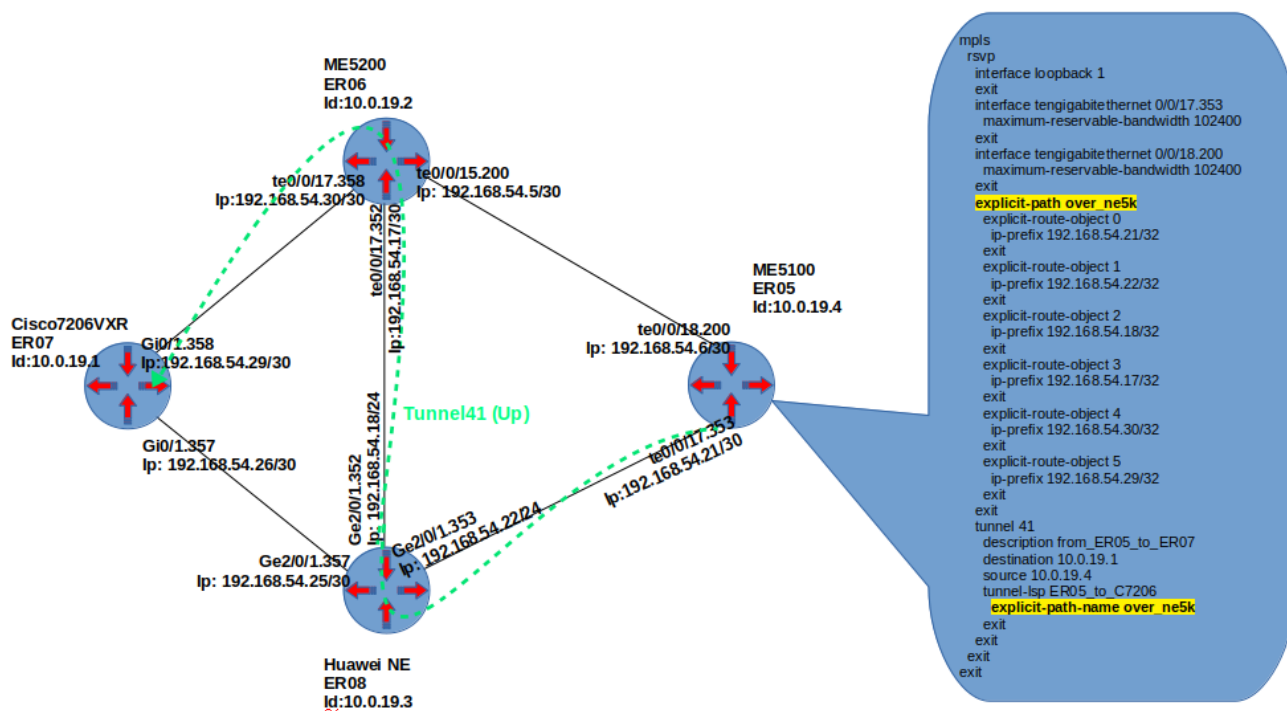 ME5200
ER06
Id:10.0.19.2
te0/0/17.358
Ip:192.168.54.30/30
te0/0/15.200
Ip: 192.168.54.5/30
te0/0/17.352
Ip:192.168.54.17/30
ME5100
ER05
Id:10.0.19.4
te0/0/18.200
Ip: 192.168.54.6/30
Cisco7206VXR
ER07
Id:10.0.19.1
Gi0/1.358
Ip:192.168.54.29/30
Tunnel41 (Up)
te0/0/17.353
Ip:192.168.54.21/30
Gi0/1.357
Ip: 192.168.54.26/30
Ge2/0/1.352
Ip: 192.168.54.18/24
Ge2/0/1.353
Ip: 192.168.54.22/24
Ge2/0/1.357
Ip: 192.168.54.25/30
Huawei NE
ER08
Id:10.0.19.3
mpls
rsvp
interface loopback 1
exit
interface tengigabitethernet 0/0/17.353
maximum-reservable-bandwidth 102400
exit
interface tengigabitethernet 0/0/18.200
maximum-reservable-bandwidth 102400
exit
explicit-path over_ne5k
explicit-route-object 0
ip-prefix 192.168.54.21/32
exit
explicit-route-object 1
ip-prefix 192.168.54.22/32
exit
explicit-route-object 2
ip-prefix 192.168.54.18/32
exit
explicit-route-object 3
ip-prefix 192.168.54.17/32
exit
explicit-route-object 4
ip-prefix 192.168.54.30/32
exit
explicit-route-object 5
ip-prefix 192.168.54.29/32
exit
exit
tunnel 41
description from_ER05_to_ER07
destination 10.0.19.1
source 10.0.19.4
tunnel-lsp ER05_to_C7206
explicit-path-name over_ne5k
exit
exit
exit
exit